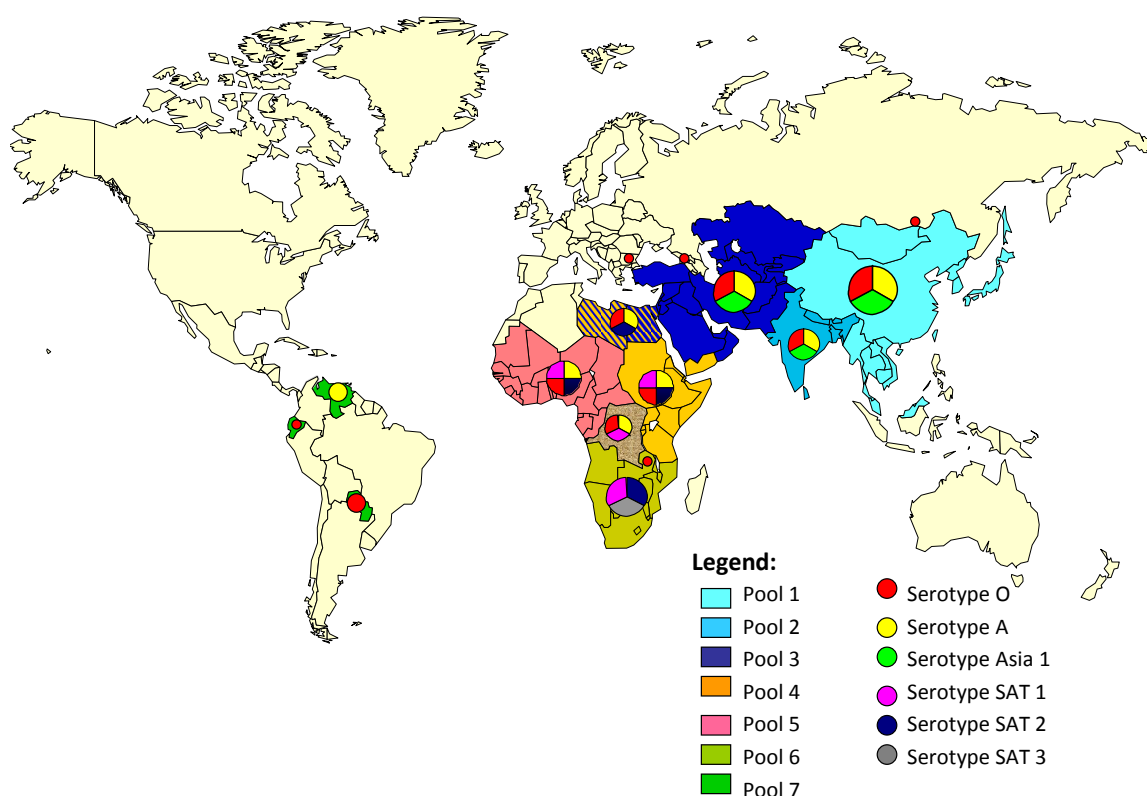 Legend:
Pool 1
Pool 2
Pool 3
Pool 4
Pool 5
Pool 6
Pool 7
Serotype O
Serotype A
Serotype Asia 1
Serotype SAT 1
Serotype SAT 2
Serotype SAT 3